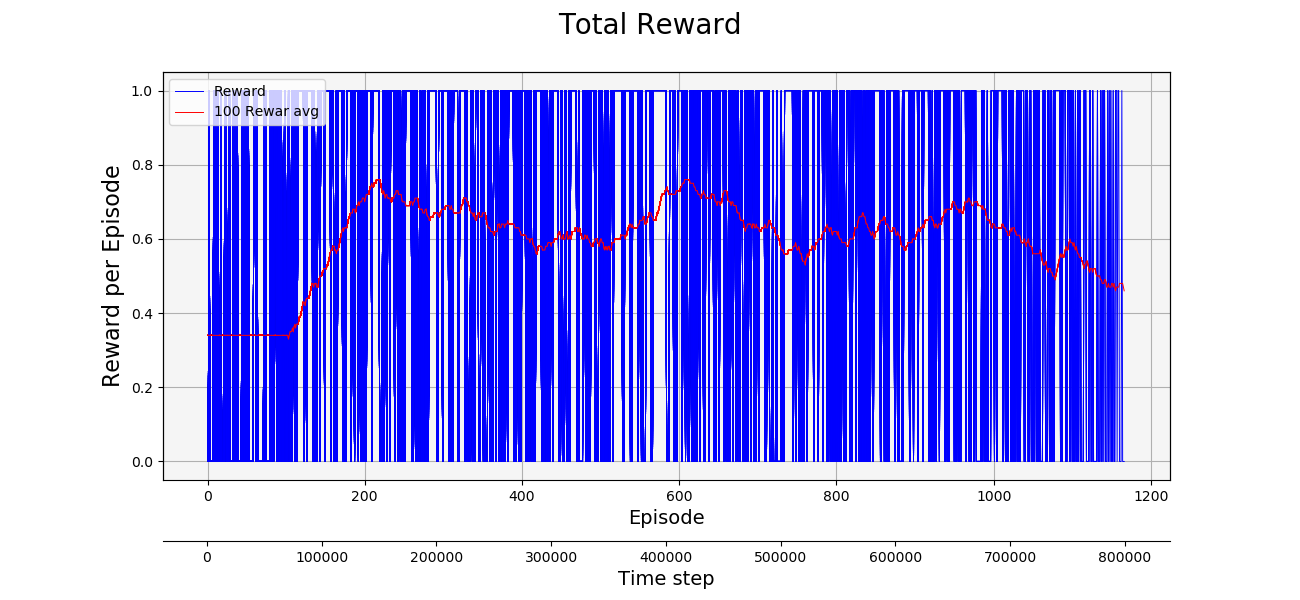 Total Reward
Reward
100 Rewar avg
Reward per Episode
1.0
0.8
0.6
0.4
0.2
0.0
0 200 400 600 800 1000 1200
Episode
0 100000 200000 300000 400000 500000 600000 700000 800000
Time step